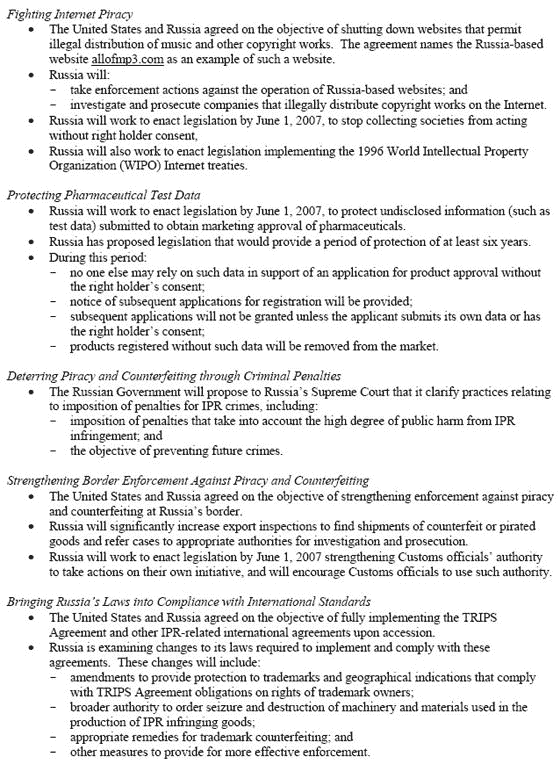 Fighting Internet Piracy
• The United States and Russia agreed on the objective of shutting down websites that permit
illegal distribution of music and other copyright works.  The agreement names the Russia-based
website allofmp3.com as an example of such a website.
• Russia will:
− take enforcement actions against the operation of Russia-based websites; and
− investigate and prosecute companies that illegally distribute copyright works on the Internet.
• Russia will work to enact legislation by June 1, 2007, to stop collecting societies from acting
without right holder consent,
• Russia will also work to enact legislation implementing the 1996 World Intellectual Property
Organization (WIPO) Internet treaties.
Protecting Pharmaceutical Test Data
• Russia will work to enact legislation by June 1, 2007, to protect undisclosed information (such as
test data) submitted to obtain marketing approval of pharmaceuticals.
• Russia has proposed legislation that would provide a period of protection of at least six years.
• During this period:
− no one else may rely on such data in support of an application for product approval without
the right holder's consent;
− notice of subsequent applications for registration will be provided;
− subsequent applications will not be granted unless the applicant submits its own data or has
the right holder's consent;
− products registered without such data will be removed from the market.
Deterring Piracy and Counterfeiting through Criminal Penalties
• The Russian Government will propose to Russia's Supreme Court that it clarify practices relating
to imposition of penalties for IPR crimes, including:
− imposition of penalties that take into account the high degree of public harm from IPR
infringement; and
− the objective of preventing future crimes.
Strengthening Border Enforcement Against Piracy and Counterfeiting
• The United States and Russia agreed on the objective of strengthening enforcement against piracy
and counterfeiting at Russia's border.
• Russia will significantly increase export inspections to find shipments of counterfeit or pirated
goods and refer cases to appropriate authorities for investigation and prosecution.
• Russia will work to enact legislation by June 1, 2007 strengthening Customs officials' authority
to take actions on their own initiative, and will encourage Customs officials to use such authority.
Bringing Russia's Laws into Compliance with International Standards
• The United States and Russia agreed on the objective of fully implementing the TRIPS
Agreement and other IPR-related international agreements upon accession.
• Russia is examining changes to its laws required to implement and comply with these
agreements.  These changes will include:
− amendments to provide protection to trademarks and geographical indications that comply
with TRIPS Agreement obligations on rights of trademark owners;
− broader authority to order seizure and destruction of machinery and materials used in the
production of IPR infringing goods;
− appropriate remedies for trademark counterfeiting; and
− other measures to provide for more effective enforcement.